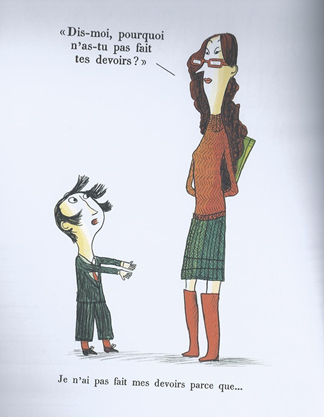 « Dis-moi, pourquoi
n'as-tu pas fait
tes devoirs ? »
Je n'ai pas fait mes devoirs parce que...